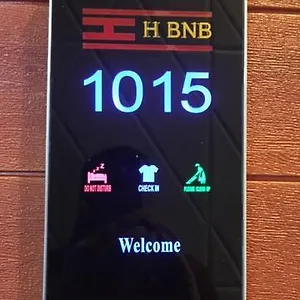 H BNB
1015
DO NOT DISTURB
CHECK IN
PLEASE CLEAN UP
Welcome